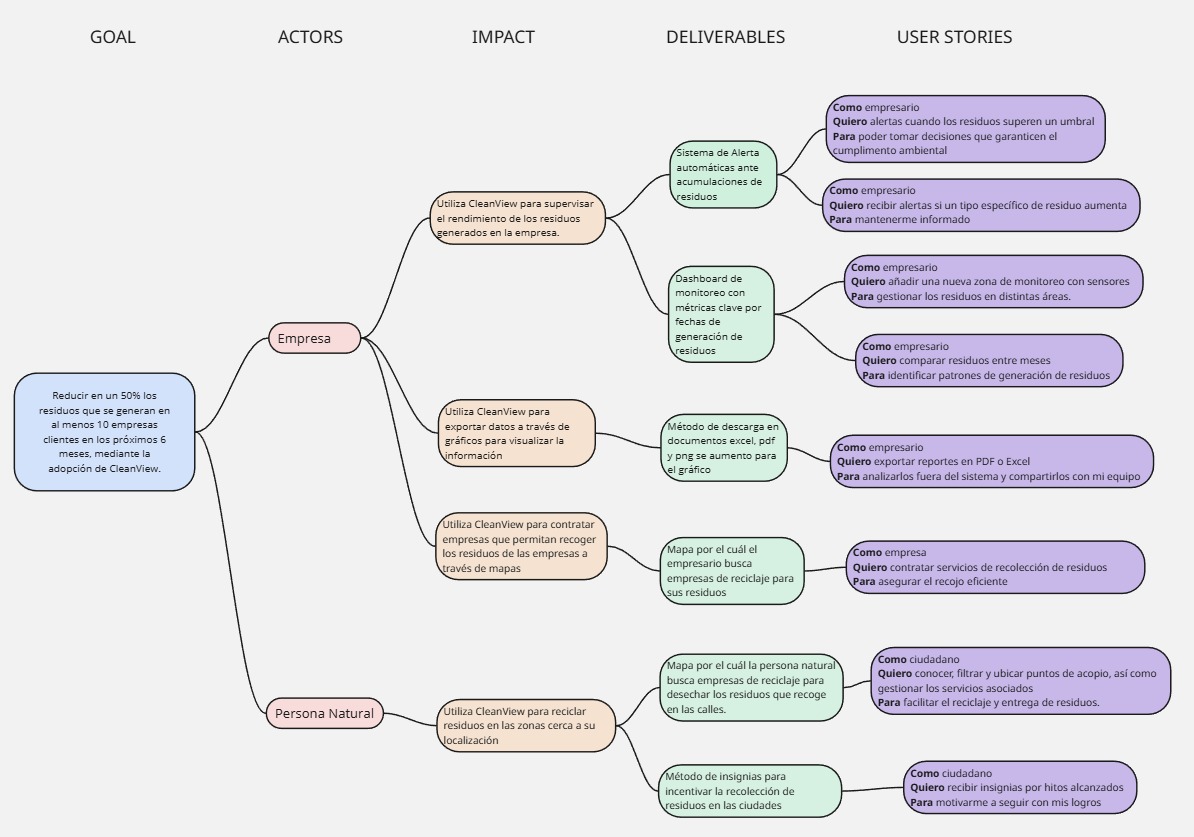 GOAL
ACTORS
IMPACT
DELIVERABLES
USER STORIES
Reducir en un 50% los
residuos que se generan en
al menos 10 empresas
clientes en los próximos 6
meses, mediante la
adopción de CleanView.
Empresa
Utiliza CleanView para supervisar
el rendimiento de los residuos
generados en la empresa.
Sistema de Alerta
automáticas ante
acumulaciones de
residuos
Como empresario
Quiero alertas cuando los residuos superen un umbral
Para poder tomar decisiones que garanticen el
cumplimento ambiental
Como empresario
Quiero recibir alertas si un tipo específico de residuo aumenta
Para mantenerme informado
Dashboard de
monitoreo con
métricas clave por
fechas de
generación de
residuos
Como empresario
Quiero añadir una nueva zona de monitoreo con sensores
Para gestionar los residuos en distintas áreas.
Como empresario
Quiero comparar residuos entre meses
Para identificar patrones de generación de residuos
Utiliza CleanView para
exportar datos a través de
gráficos para visualizar la
información
Método de descarga en
documentos excel, pdf
y png se aumento para
el gráfico
Como empresario
Quiero exportar reportes en PDF o Excel
Para analizarlos fuera del sistema y compartirlos con mi equipo
Utiliza CleanView para contratar
empresas que permitan recoger
los residuos de las empresas a
través de mapas
Mapa por el cuál el
empresario busca
empresas de reciclaje para
sus residuos
Como empresa
Quiero contratar servicios de recolección de residuos
Para asegurar el recojo eficiente
Persona Natural
Utiliza CleanView para reciclar
residuos en las zonas cerca a su
localización
Mapa por el cuál la persona natural
busca empresas de reciclaje para
desechar los residuos que recoge
en las calles.
Como ciudadano
Quiero conocer, filtrar y ubicar puntos de acopio, así como
gestionar los servicios asociados
Para facilitar el reciclaje y entrega de residuos.
Método de insignias para
incentivar la recolección de
residuos en las ciudades
Como ciudadano
Quiero recibir insignias por hitos alcanzados
Para motivarme a seguir con mis logros